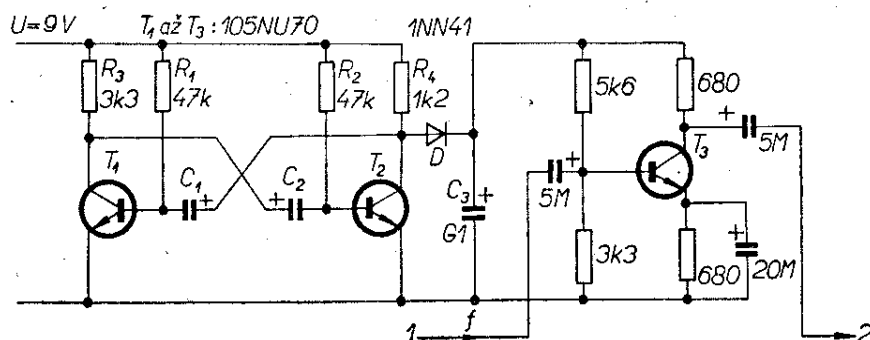 U=9V T₁ až T₃: 105NU70 1NN41
R₃
3k3
R₁
47k
R₂
47k
R₄
1k2
5k6
680
T₁
C₁
+
+
C₂
T₂
D
C₃
+
G1
+
5M
T₃
+
5M
3k3
680
+
20M
1
f
2